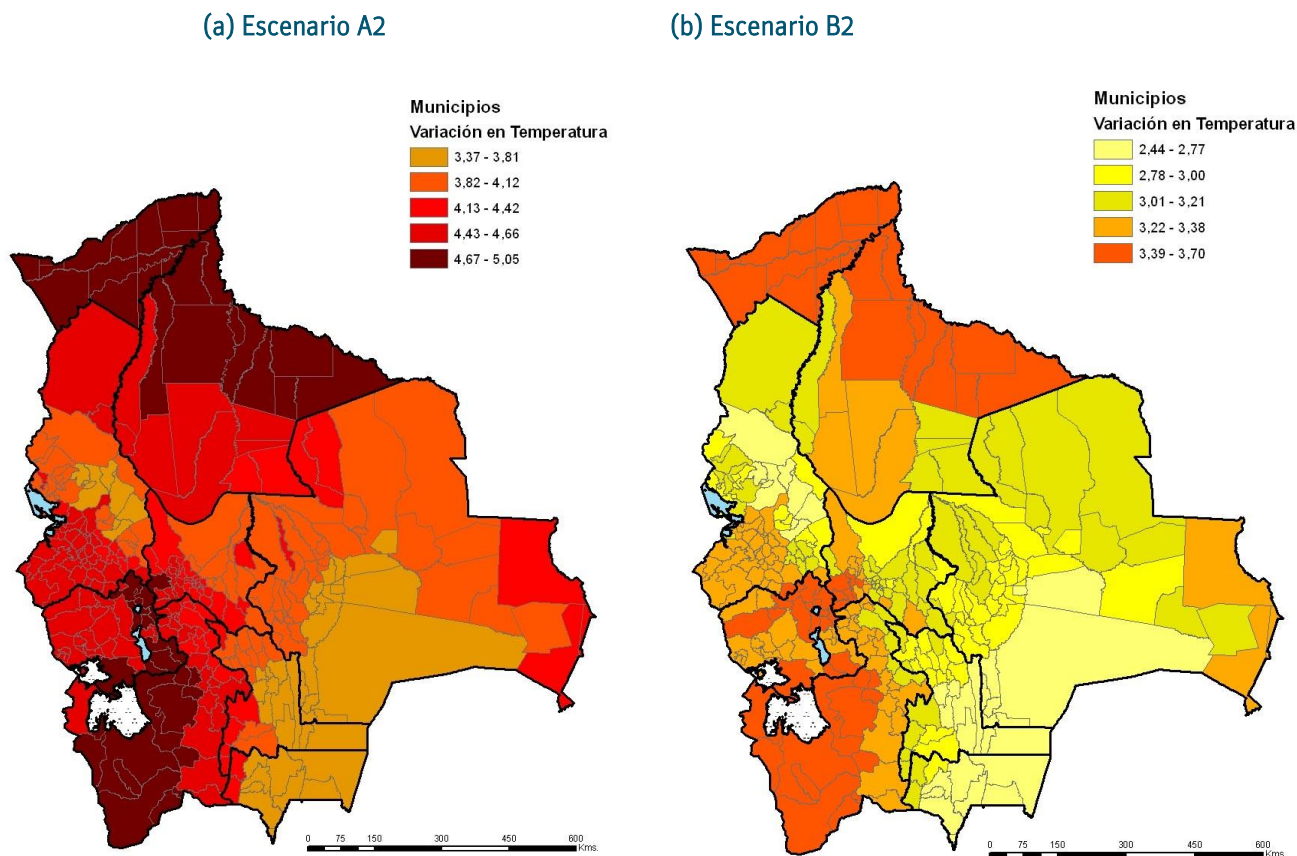 (a) Escenario A2
(b) Escenario B2
Municipios
Variación en Temperatura
3,37 - 3,81
3,82 - 4,12
4,13 - 4,42
4,43 - 4,66
4,67 - 5,05
Municipios
Variación en Temperatura
2,44 - 2,77
2,78 - 3,00
3,01 - 3,21
3,22 - 3,38
3,39 - 3,70
0 75 150 300 450 600
Kms.
0 75 150 300 450 600
Kms.